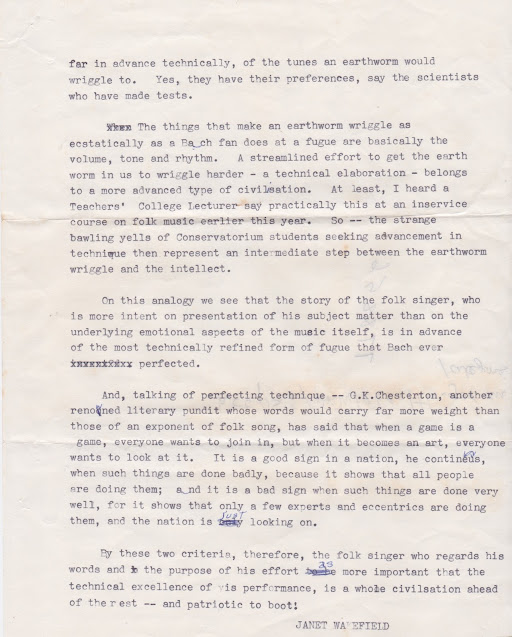 far in advance technically, of the tunes an earthworm would
wriggle to. Yes, they have their preferences, say the scientists
who have made tests.
The things that make an earthworm wriggle as
ecstatically as a Ba_ch fan does at a fugue are basically the
volume, tone and rhythm. A streamlined effort to get the earth
worm in us to wriggle harder - a technical elaboration - belongs
to a more advanced type of civilsation. At least, I heard a
Teachers' College Lecturer say practically this at an inservice
course on folk music earlier this year. So -- the strange
bawling yells of Conservatorium students seeking advancement in
technique then represent an intermediate step between the earthworm
wriggle and the intellect.
On this analogy we see that the story of the folk singer, who
is more intent on presentation of his subject matter than on the
underlying emotional aspects of the music itself, is in advance
of the most technically refined form of fugue that Bach ever
perfected.
And, talking of perfecting technique -- G.K.Chesterton, another
renowned literary pundit whose words would carry far more weight than
those of an exponent of folk song, has said that when a game is a
game, everyone wants to join in, but when it becomes an art, everyone
wants to look at it. It is a good sign in a nation, he continues,
when such things are done badly, because it shows that all people
are doing them; a_nd it is a bad sign when such things are done very
well, for it shows that only a few experts and eccentrics are doing
them, and the nation is just looking on.
By these two criteria, therefore, the folk singer who regards his
words and the purpose of his effort as more important that the
technical excellence of his performance, is a whole civilsation ahead
of the rest -- and patriotic to boot!
JANET WAKEFIELD